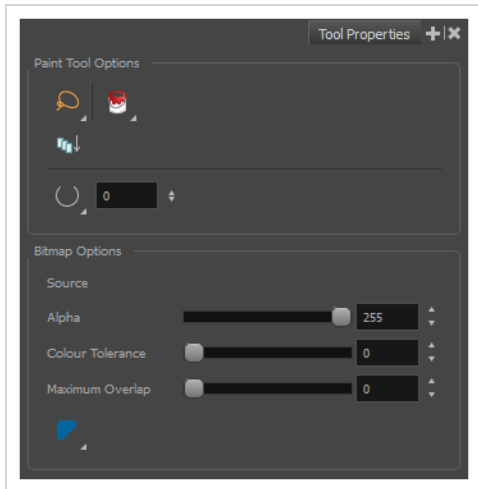 Tool Properties
Paint Tool Options
0
Bitmap Options
Source
Alpha 255
Colour Tolerance 0
Maximum Overlap 0